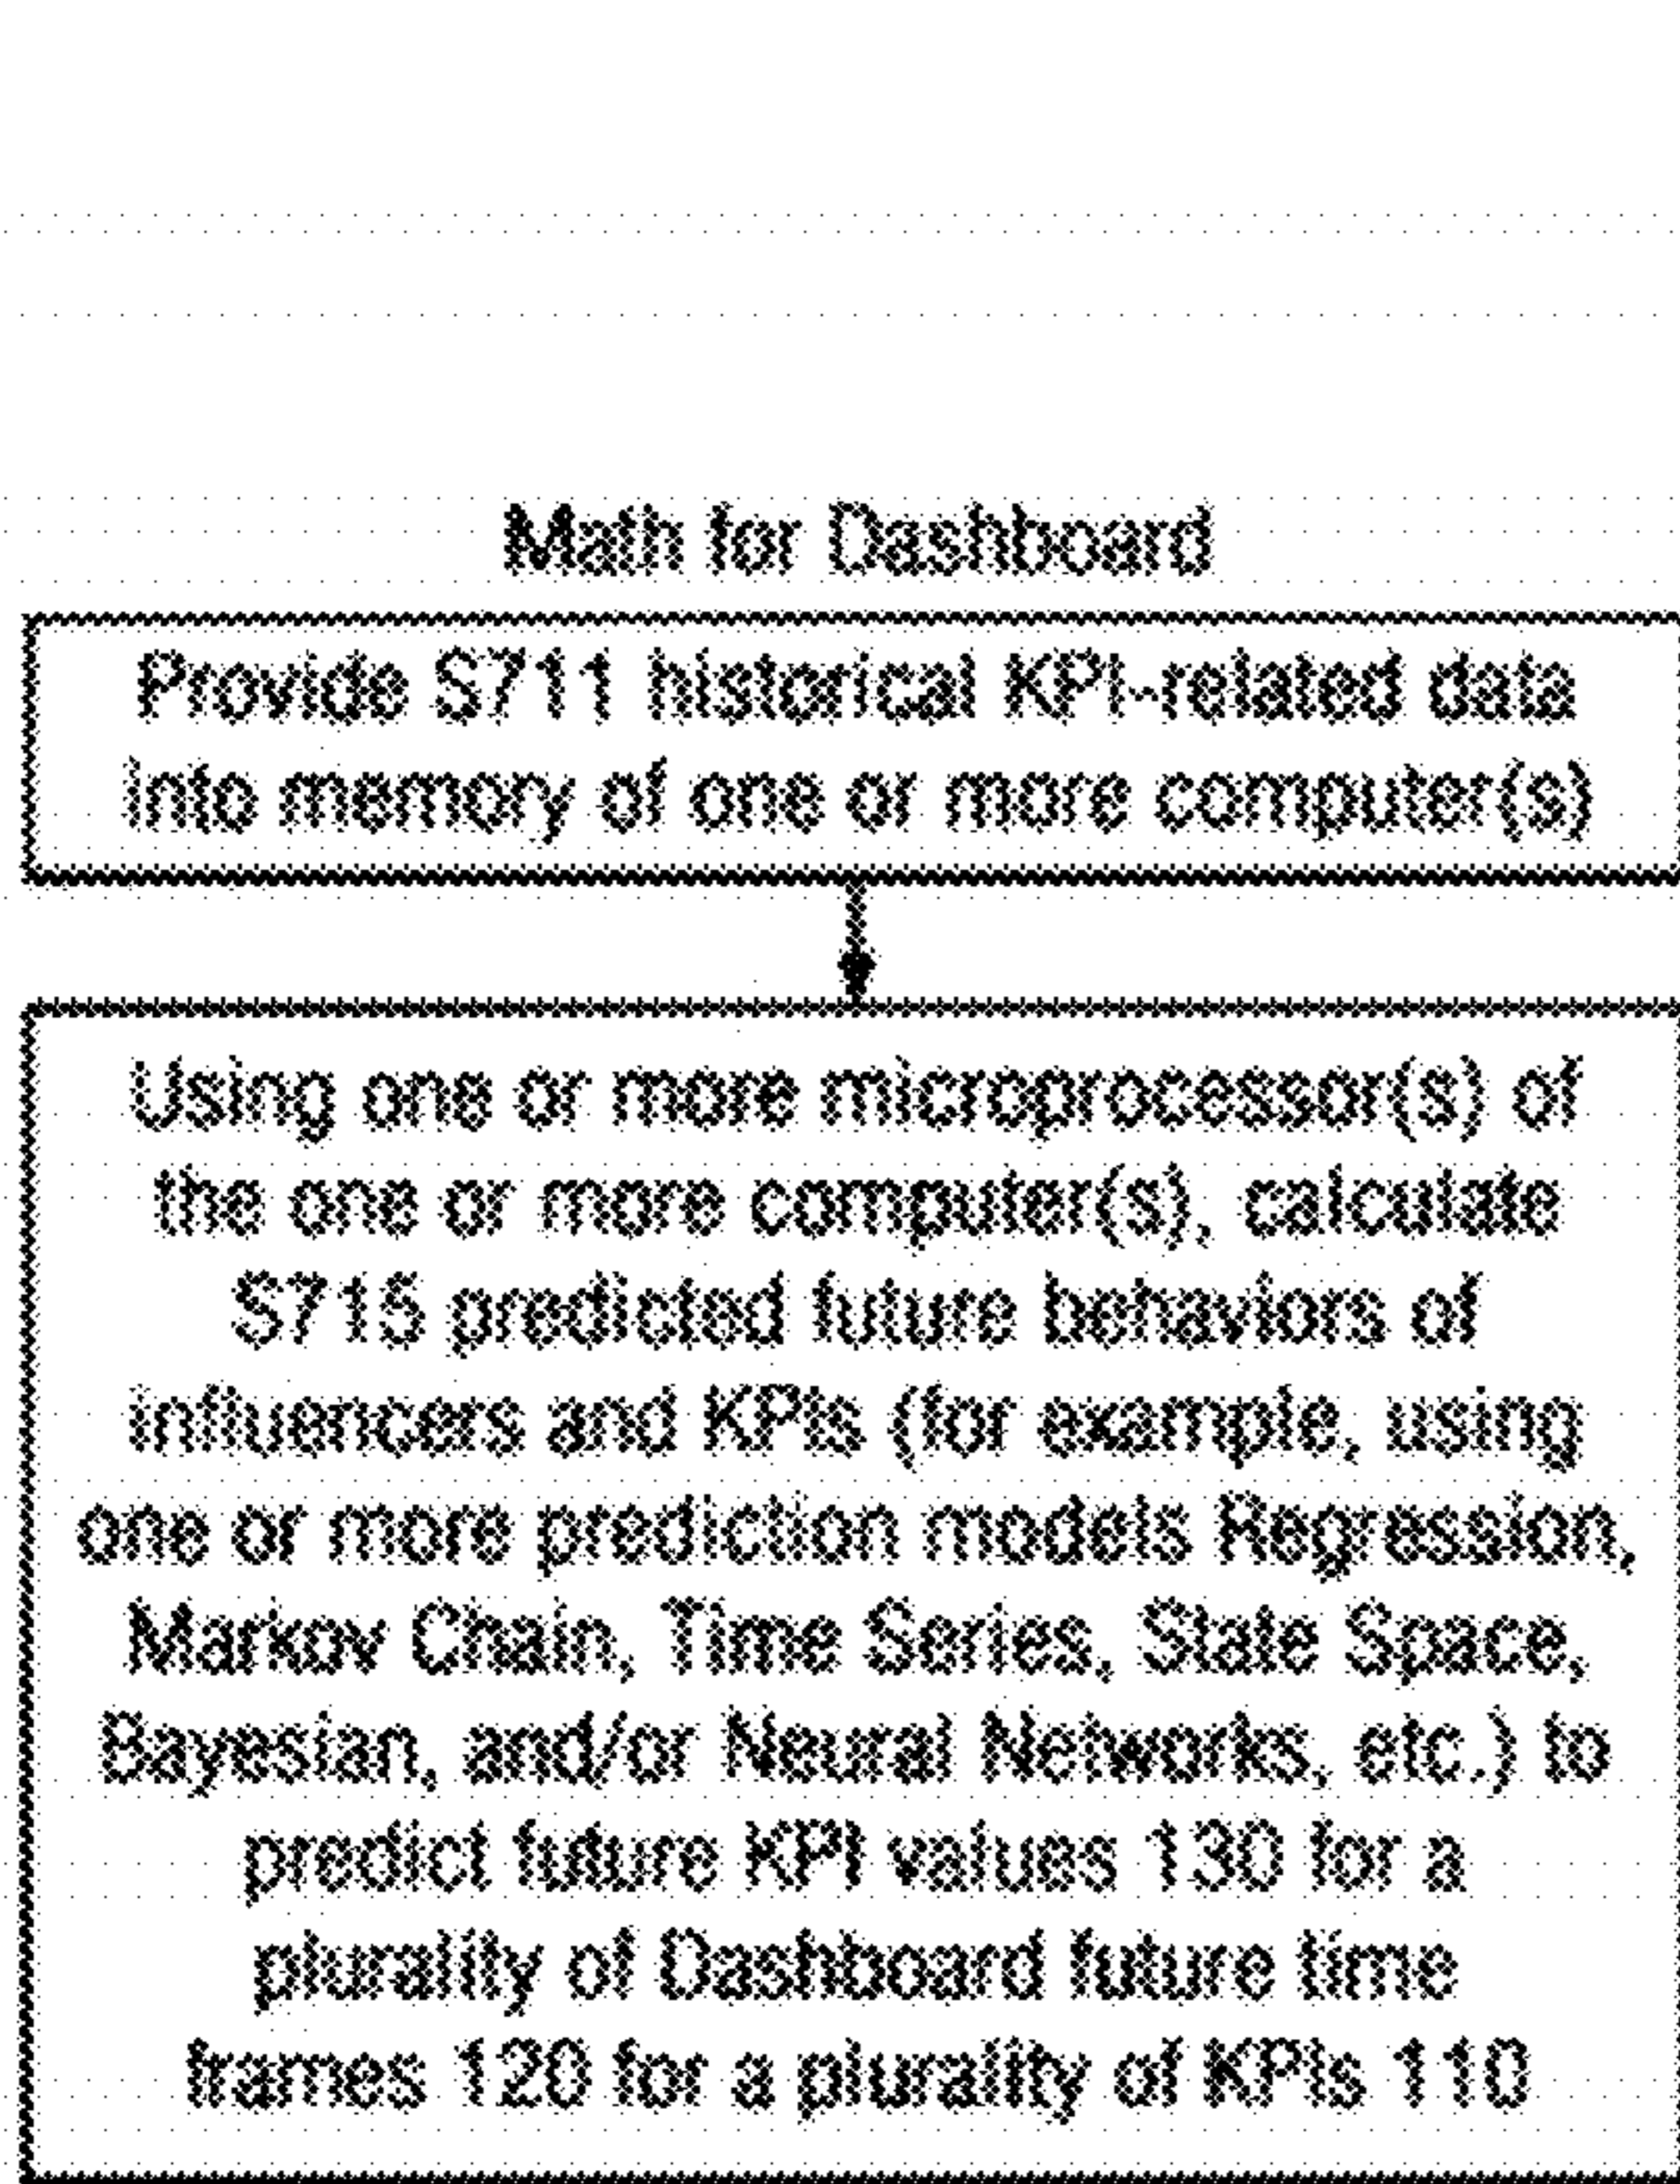 Math for Dashboard
Provide S711 historical KPI-related data
into memory of one or more computer(s)
Using one or more microprocessor(s) of
the one or more computer(s), calculate
S715 predicted future behaviors of
influencers and KPIs (for example, using
one or more prediction models Regression,
Markov Chain, Time Series, State Space,
Bayesian, and/or Neural Networks, etc.) to
predict future KPI values 130 for a
plurality of Dashboard future time
frames 120 for a plurality of KPIs 110